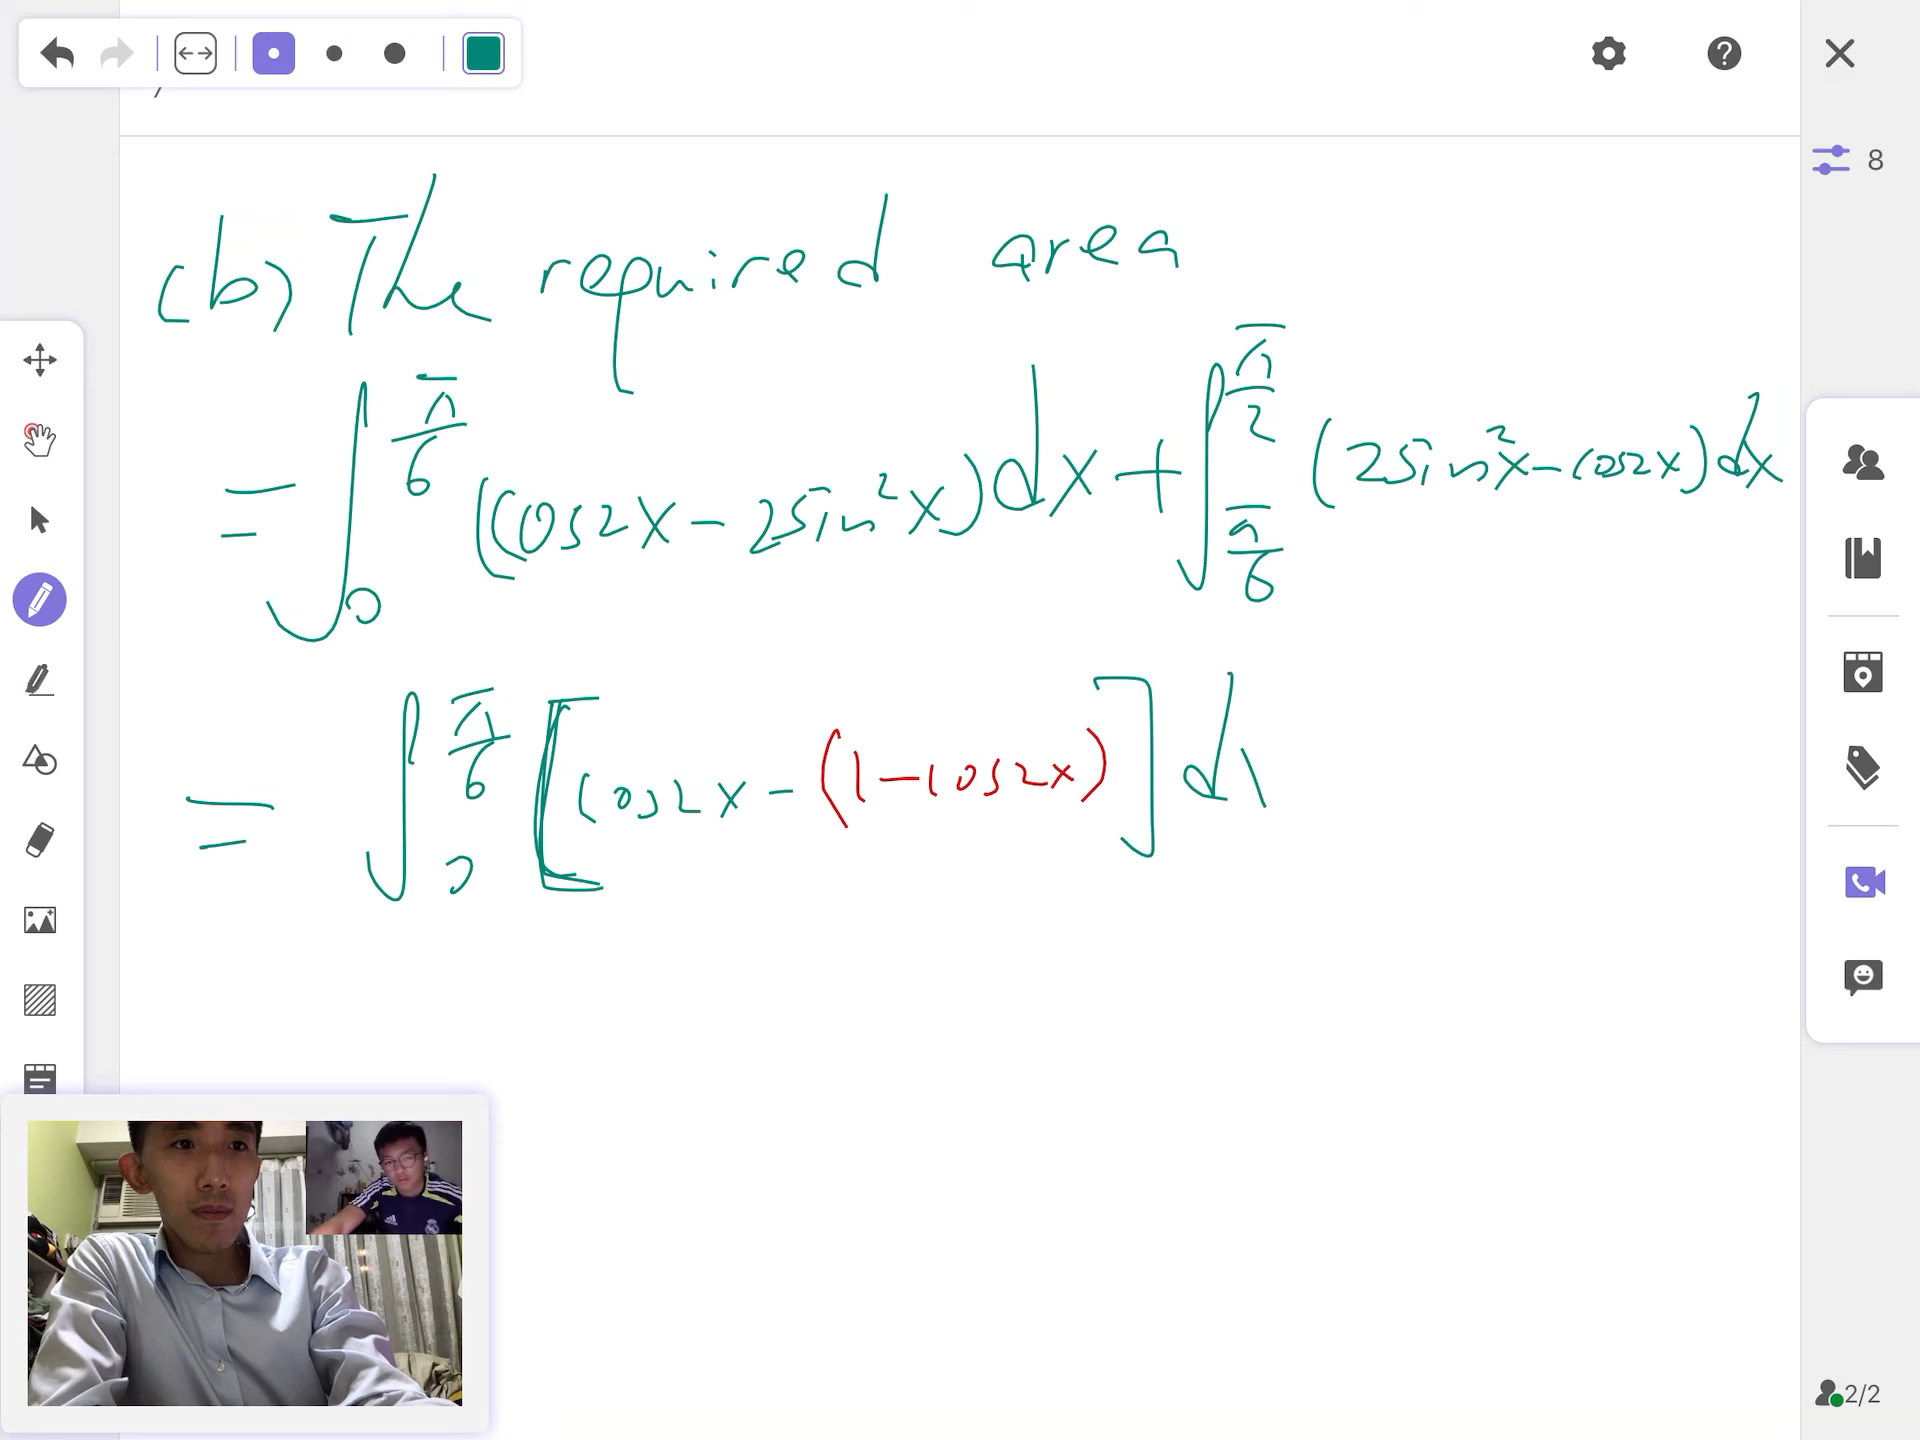 8
(b) The required area
= ∫₀^(π/6) (cos2x - 2sin²x) dx + ∫_(π/6)^(π/2) (2sin²x - cos2x) dx
= ∫₀^(π/6) [cos2x - (1 - cos2x)] d
2/2